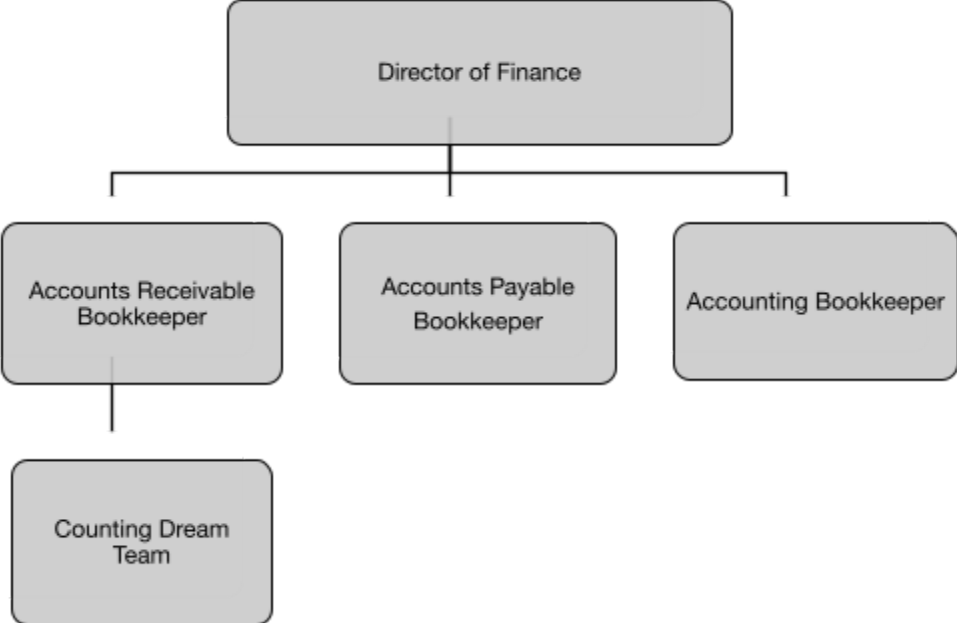 Director of Finance
Accounts Receivable
Bookkeeper
Accounts Payable
Bookkeeper
Accounting Bookkeeper
Counting Dream
Team